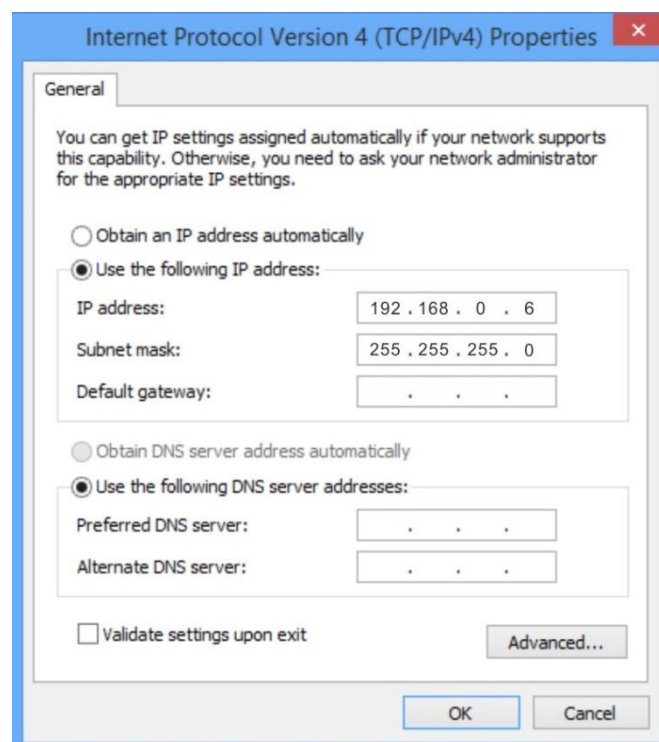 Internet Protocol Version 4 (TCP/IPv4) Properties
General
You can get IP settings assigned automatically if your network supports
this capability. Otherwise, you need to ask your network administrator
for the appropriate IP settings.
Obtain an IP address automatically
Use the following IP address:
IP address: 192 . 168 . 0 . 6
Subnet mask: 255 . 255 . 255 . 0
Default gateway: . . .
Obtain DNS server address automatically
Use the following DNS server addresses:
Preferred DNS server: . . .
Alternate DNS server: . . .
Validate settings upon exit
Advanced...
OK Cancel